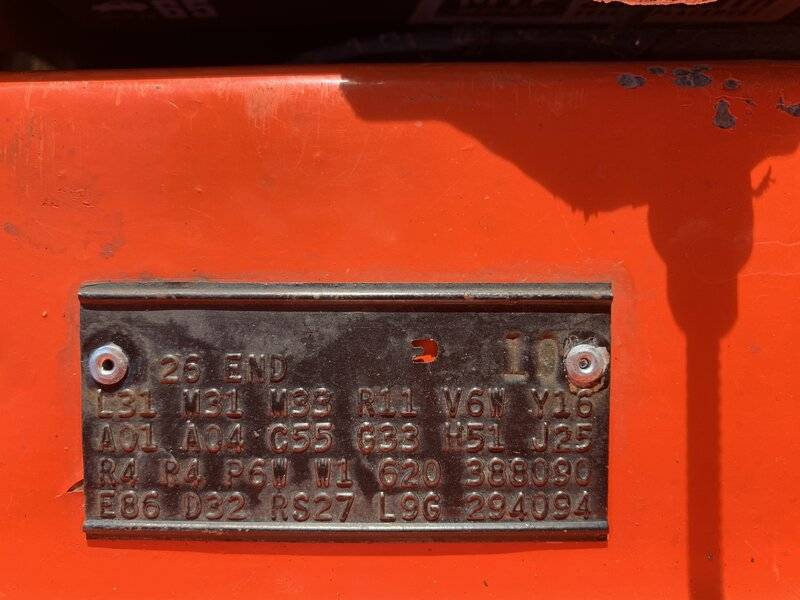 26 END
L31 M31 M33 R11 V6W Y16
A01 A04 C55 G33 H51 J25
R4 R4 P6W W1 620 388090
E86 D32 RS27 L9G 294094